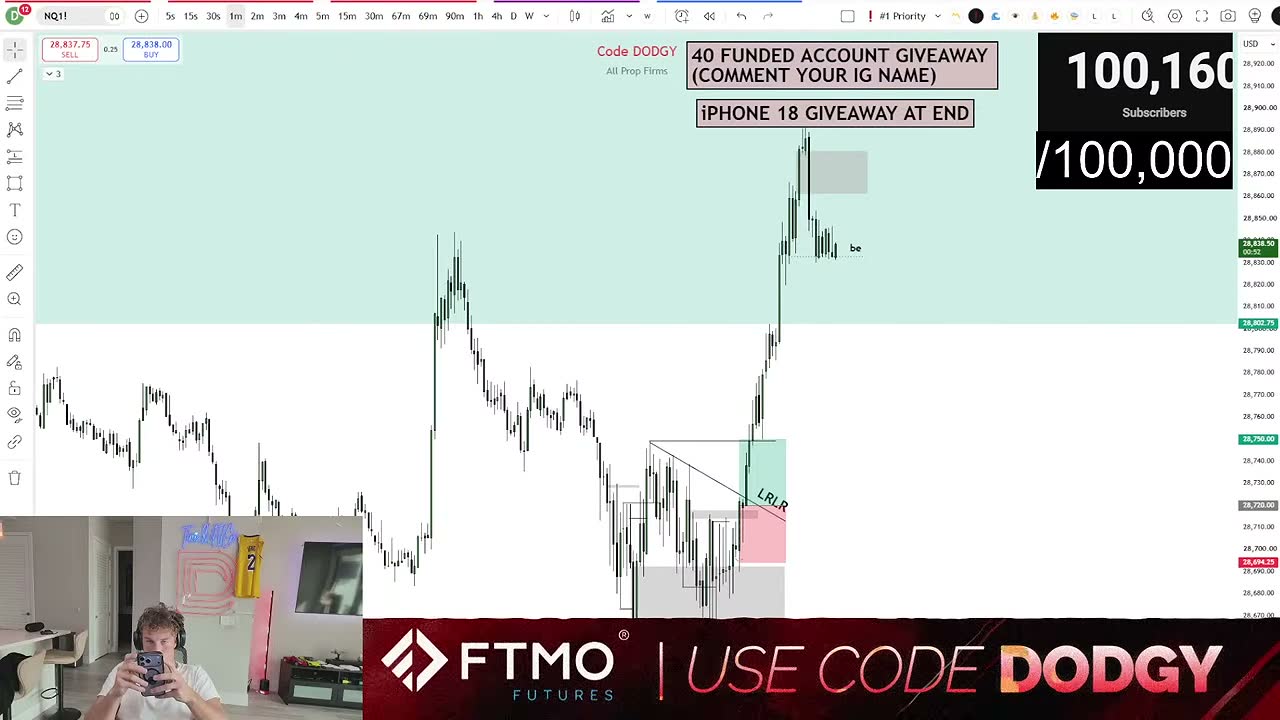 12
NQ1!
5s 15s 30s 1m 2m 3m 4m 5m 15m 30m 67m 69m 90m 1h 4h D W
w
#1 Priority
L L
28,837.75
SELL
0.25
28,838.00
BUY
3
Code DODGY
All Prop Firms
40 FUNDED ACCOUNT GIVEAWAY
(COMMENT YOUR IG NAME)
iPHONE 18 GIVEAWAY AT END
100,160
Subscribers
/100,000
USD
28,920.00
28,910.00
28,900.00
28,890.00
28,880.00
28,870.00
28,860.00
28,850.00
28,838.50
00:52
28,830.00
28,820.00
28,810.00
28,802.75
28,790.00
28,780.00
28,770.00
28,760.00
28,750.00
28,740.00
28,730.00
28,720.00
28,710.00
28,700.00
28,694.25
28,690.00
28,680.00
28,670.00
be
LRLR
D
2
FTMO®
FUTURES
USE CODE DODGY